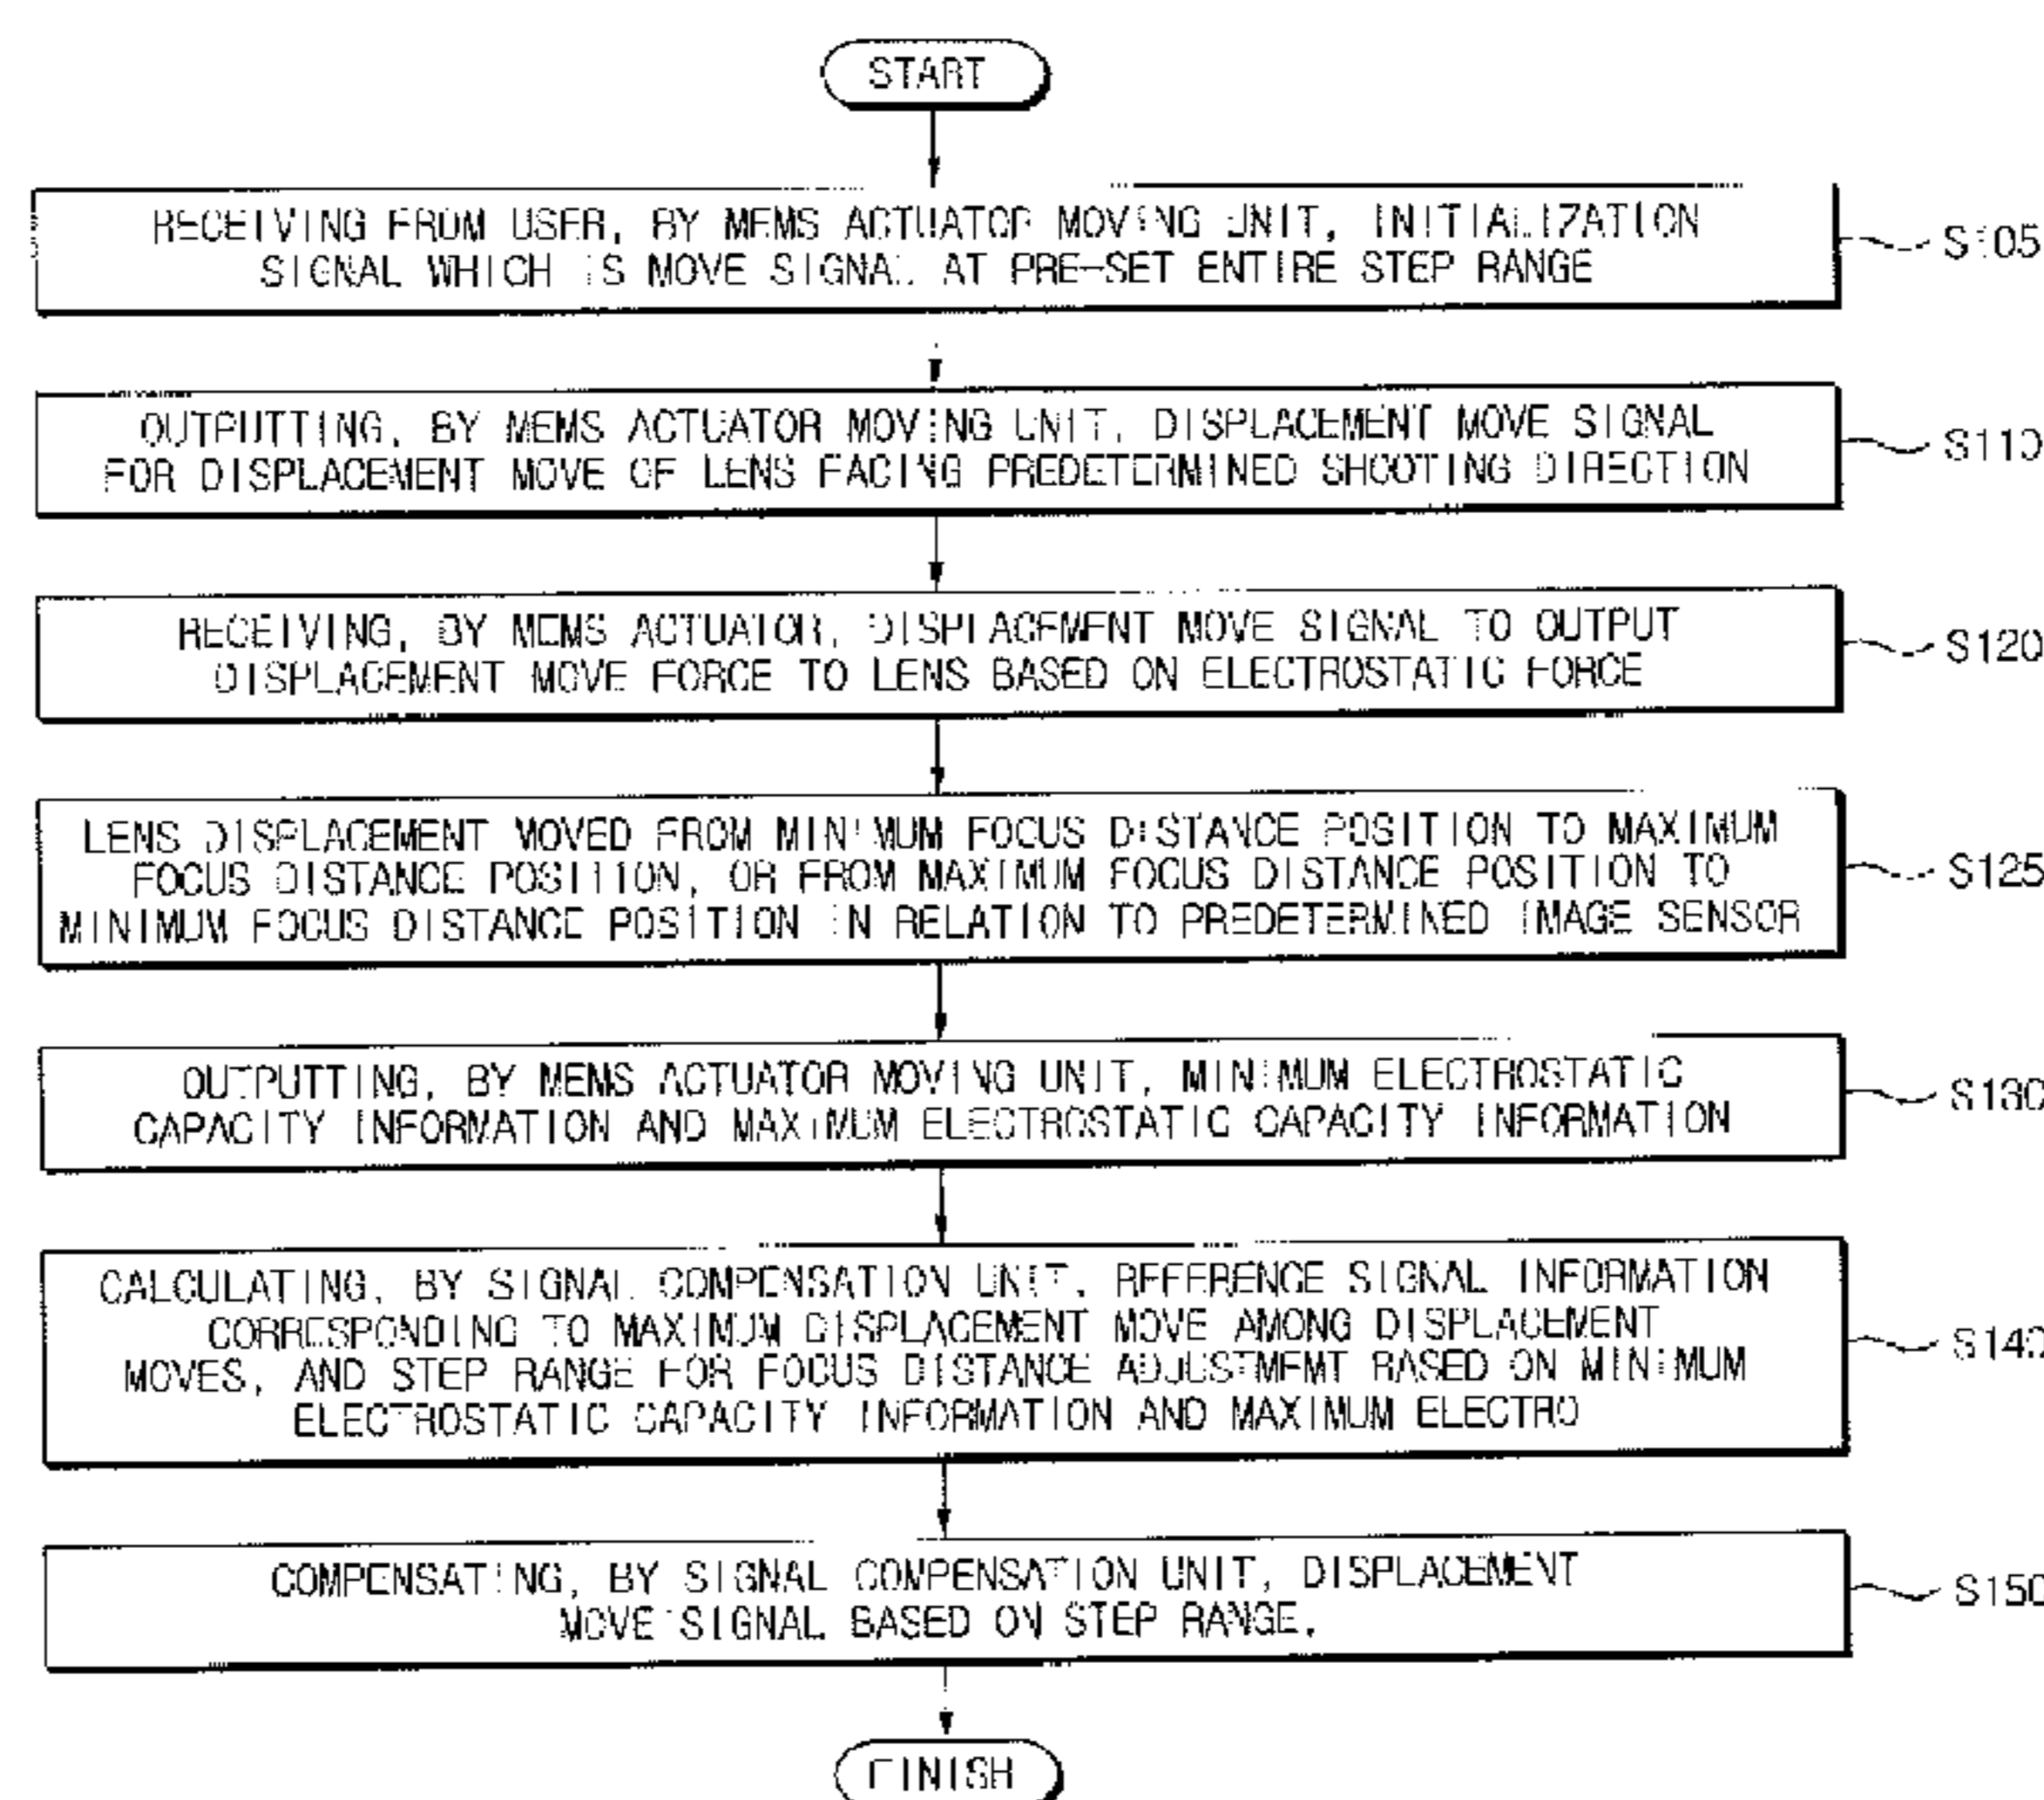 START
RECEIVING FROM USER, BY MEMS ACTUATOR MOVING UNIT, INITIALIZATION
SIGNAL WHICH IS MOVE SIGNAL AT PRE-SET ENTIRE STEP RANGE
S105
OUTPUTTING, BY MEMS ACTUATOR MOVING UNIT, DISPLACEMENT MOVE SIGNAL
FOR DISPLACEMENT MOVE OF LENS FACING PREDETERMINED SHOOTING DIRECTION
S110
RECEIVING, BY MEMS ACTUATOR, DISPLACEMENT MOVE SIGNAL TO OUTPUT
DISPLACEMENT MOVE FORCE TO LENS BASED ON ELECTROSTATIC FORCE
S120
LENS DISPLACEMENT MOVED FROM MINIMUM FOCUS DISTANCE POSITION TO MAXIMUM
FOCUS DISTANCE POSITION, OR FROM MAXIMUM FOCUS DISTANCE POSITION TO
MINIMUM FOCUS DISTANCE POSITION IN RELATION TO PREDETERMINED IMAGE SENSOR
S125
OUTPUTTING, BY MEMS ACTUATOR MOVING UNIT, MINIMUM ELECTROSTATIC
CAPACITY INFORMATION AND MAXIMUM ELECTROSTATIC CAPACITY INFORMATION
S130
CALCULATING, BY SIGNAL COMPENSATION UNIT, REFERENCE SIGNAL INFORMATION
CORRESPONDING TO MAXIMUM DISPLACEMENT MOVE AMONG DISPLACEMENT
MOVES, AND STEP RANGE FOR FOCUS DISTANCE ADJUSTMEMT BASED ON MINIMUM
ELECTROSTATIC CAPACITY INFORMATION AND MAXIMUM ELECTRO
S140
COMPENSATING, BY SIGNAL COMPENSATION UNIT, DISPLACEMENT
MOVE SIGNAL BASED ON STEP RANGE.
S150
FINISH